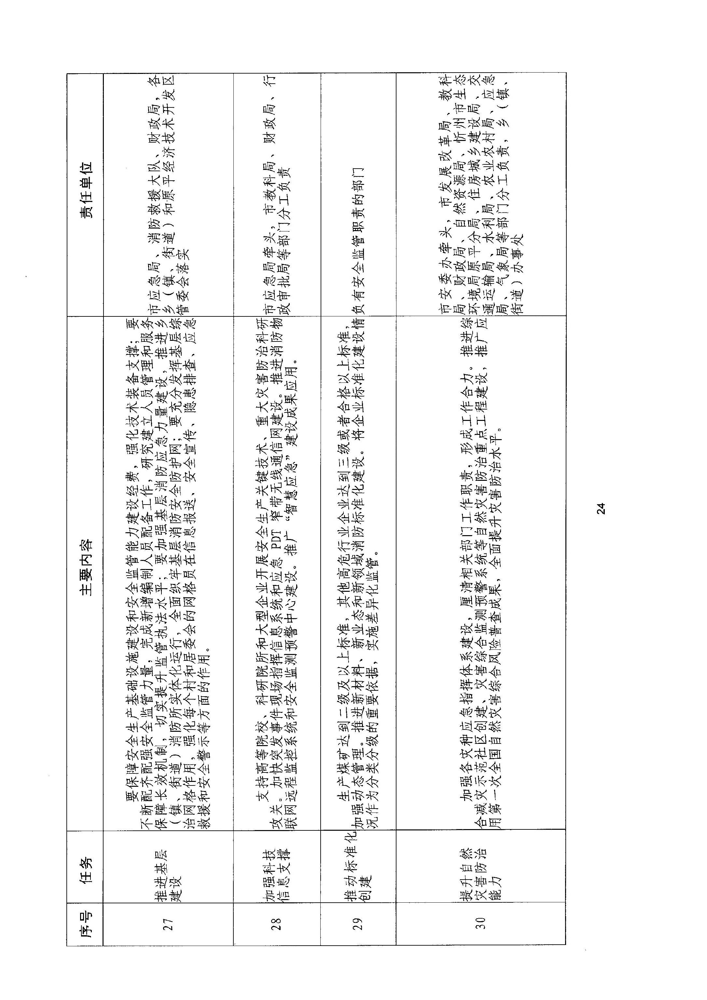 序号 任务 主要内容 责任单位
27
推进基层
建设
要保障安全生产基础设施建设和安全监管能力建设经费，强化技术装备支撑；要
不断配齐配强安全监管力量，完成新增编制人员配备工作，研究建立人员管理和服务
保障长效机制，切实提升监管执法水平；要加强基层消防应急力量建设，推进乡
（镇、街道）消防所实体化运行，全面织牢基层消防安全防护网；要充分发挥基层综
治网格作用，强化每个村和居委会的网格员在信息报送、安全宣传、隐患排查、应急
救援和安全警示等方面的作用。
市应急局、消防救援大队、财政局，各
乡（镇、街道）和原平经济技术开发区
管委会落实
28
加强科技
信息支撑
支持高等院校、科研院所和大型企业开展安全生产关键技术、重大灾害防治科研
攻关。加快突发事件现场指挥信息系统和应急 PDT 窄带无线通信网建设。推进消防物
联网远程监控系统和安全监测预警中心建设。推广“智慧应急”建设成果应用。
市应急局牵头，市教科局、财政局、行
政审批局等部门分工负责
29
推动标准化
创建
生产煤矿达到二级及以上标准，其他高危行业企业达到三级或者合格以上标准，
加强动态管理。推进新材料、新业态和新领域消防标准化建设。将企业标准化建设情
况作为分类分级的重要依据，实施差异化监管。
负有安全监管职责的部门
30
提升自然
灾害防治
能力
加强各灾种应急指挥体系建设，厘清相关部门工作职责，形成工作合力。推进综
合减灾示范社区创建、灾害综合监测预警系统等自然灾害防治重点工程建设，推广应
用第一次全国自然灾害综合风险普查成果，全面提升灾害防治水平。
市安委办牵头，市发展改革局、教科
局、财政局、自然资源局、忻州市生态
环境局原平分局、住房城乡建设局、交
通运输局、水利局、农业农村局、应急
局、气象局等部门分工负责，乡（镇、
街道）办事处
24